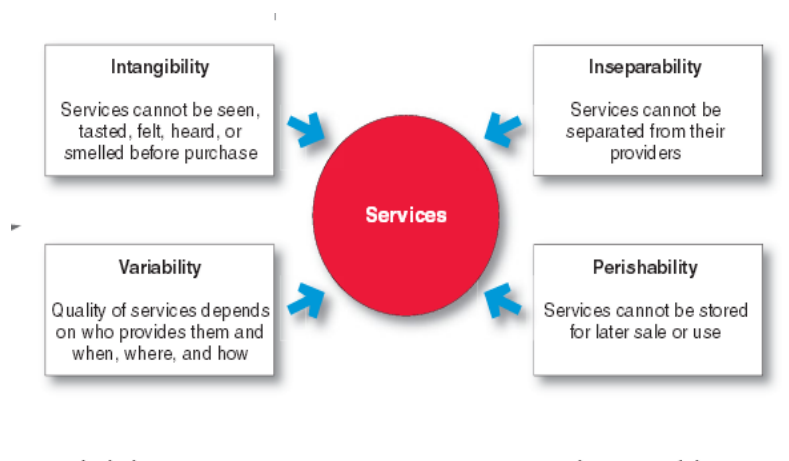 Intangibility
Services cannot be seen,
tasted, felt, heard, or
smelled before purchase
Inseparability
Services cannot be
separated from their
providers
Services
Variability
Quality of services depends
on who provides them and
when, where, and how
Perishability
Services cannot be stored
for later sale or use